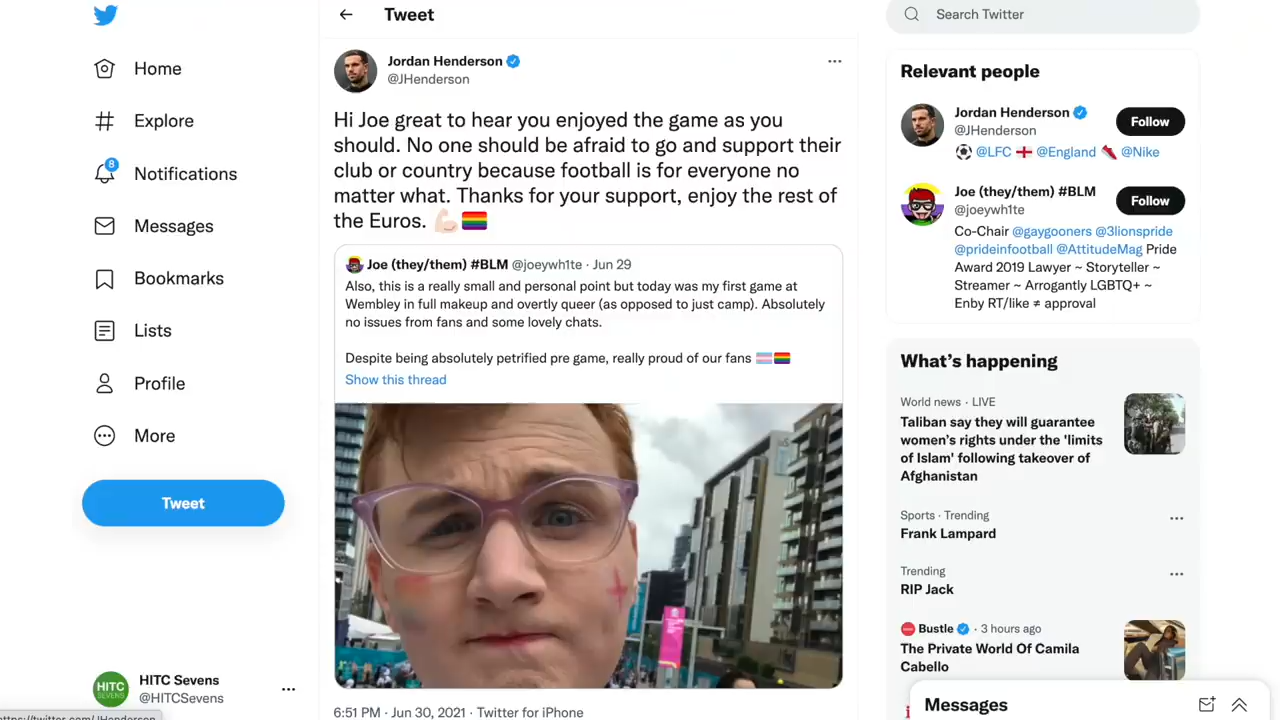 Home
Explore
8
Notifications
Messages
Bookmarks
Lists
Profile
More
Tweet
HITC
SEVENS
HITC Sevens
@HITCSevens
https://twitter.com/JHenderson
Tweet
Jordan Henderson
@JHenderson
Hi Joe great to hear you enjoyed the game as you
should. No one should be afraid to go and support their
club or country because football is for everyone no
matter what. Thanks for your support, enjoy the rest of
the Euros. 💪🏻🏳️‍🌈
Joe (they/them) #BLM @joeywh1te · Jun 29
Also, this is a really small and personal point but today was my first game at
Wembley in full makeup and overtly queer (as opposed to just camp). Absolutely
no issues from fans and some lovely chats.
Despite being absolutely petrified pre game, really proud of our fans 🏳️‍⚧️🏳️‍🌈
Show this thread
6:51 PM · Jun 30, 2021 · Twitter for iPhone
Search Twitter
Relevant people
Jordan Henderson
@JHenderson
Follow
⚽ @LFC 🏴󠁧󠁢󠁥󠁮󠁧󠁿 @England 👟 @Nike
Joe (they/them) #BLM
@joeywh1te
Follow
Co-Chair @gaygooners @3lionspride
@prideinfootball @AttitudeMag Pride
Award 2019 Lawyer ~ Storyteller ~
Streamer ~ Arrogantly LGBTQ+ ~
Enby RT/like ≠ approval
What's happening
World news · LIVE
Taliban say they will guarantee
women's rights under the 'limits
of Islam' following takeover of
Afghanistan
Sports · Trending
Frank Lampard
Trending
RIP Jack
Bustle · 3 hours ago
The Private World Of Camila
Cabello
Messages